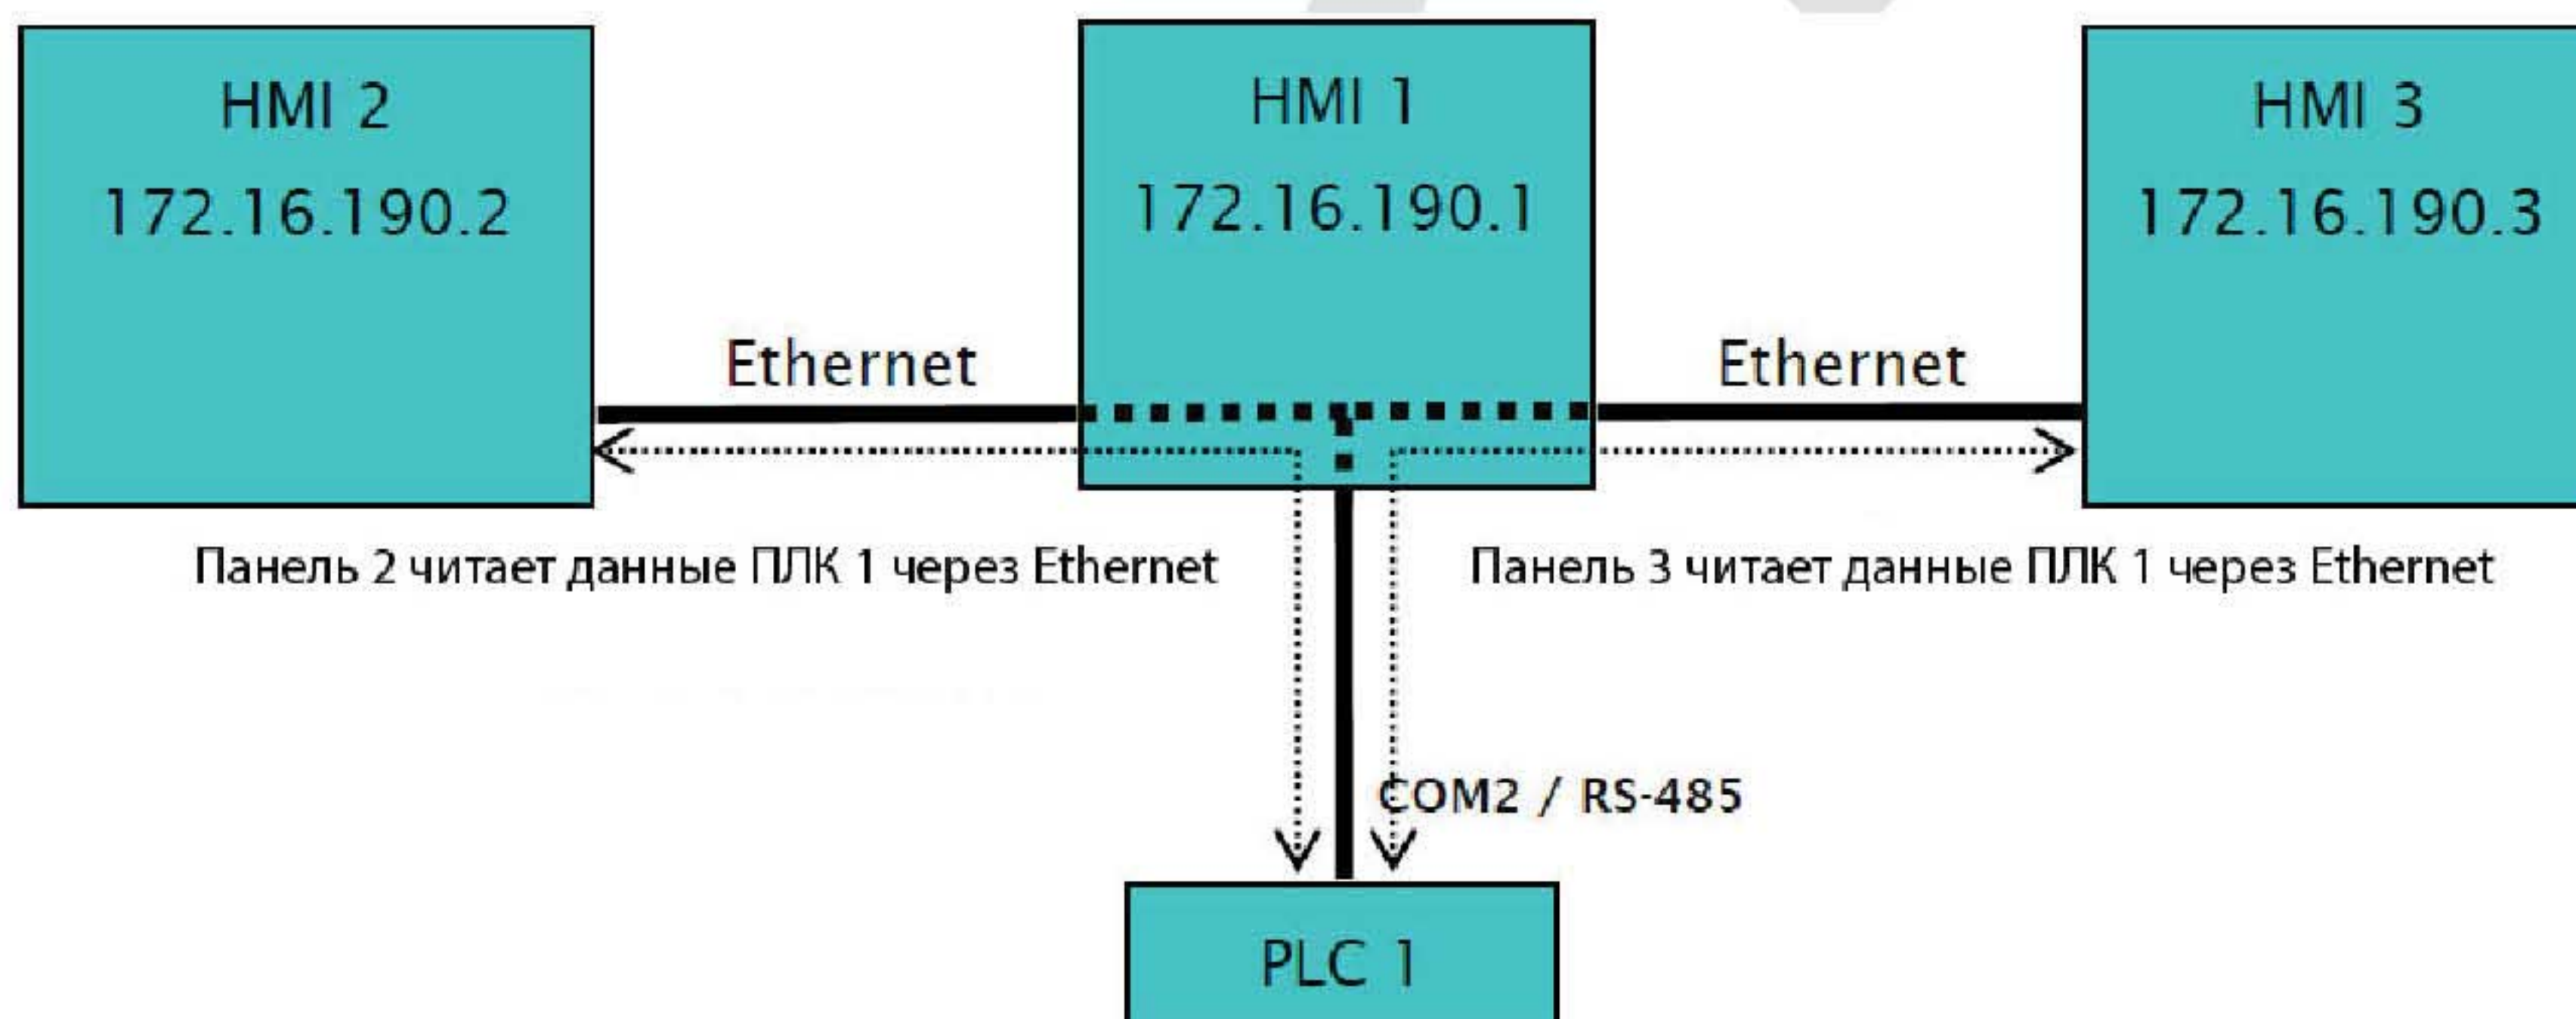 HMI 2
172.16.190.2
HMI 1
172.16.190.1
HMI 3
172.16.190.3
Ethernet
Ethernet
Панель 2 читает данные ПЛК 1 через Ethernet
Панель 3 читает данные ПЛК 1 через Ethernet
COM2 / RS-485
PLC 1